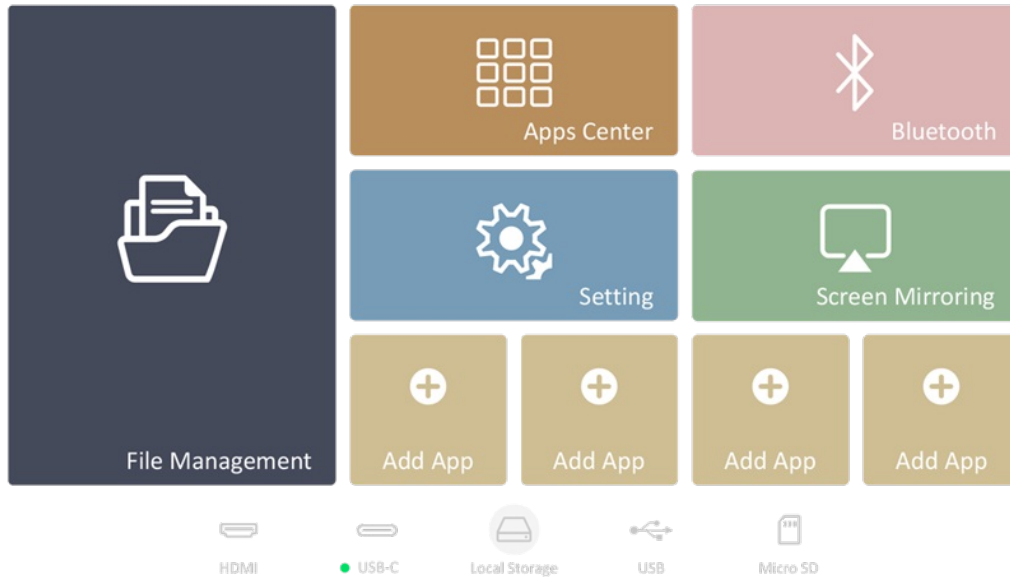 Apps Center
Bluetooth
Setting
Screen Mirroring
File Management
Add App
Add App
Add App
Add App
HDMI
USB-C
Local Storage
USB
Micro SD